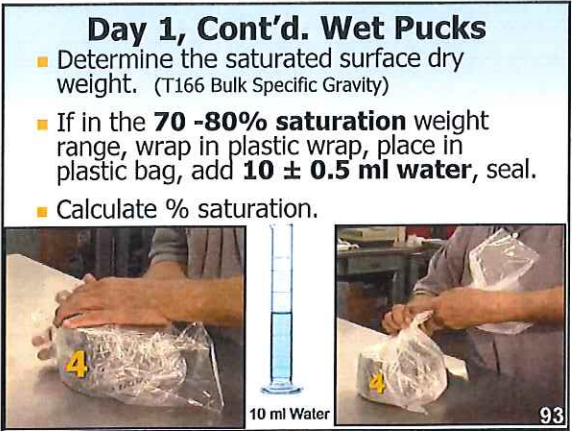 Day 1, Cont'd. Wet Pucks
Determine the saturated surface dry
weight. (T166 Bulk Specific Gravity)
If in the 70 -80% saturation weight
range, wrap in plastic wrap, place in
plastic bag, add 10 ± 0.5 ml water, seal.
Calculate % saturation.
4
10 ml Water
4
93